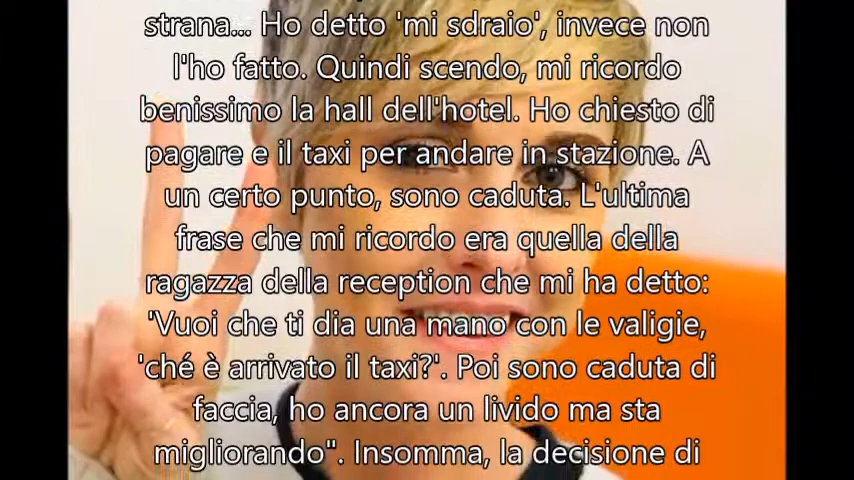 strana... Ho detto 'mi sdraio', invece non
l'ho fatto. Quindi scendo, mi ricordo
benissimo la hall dell'hotel. Ho chiesto di
pagare e il taxi per andare in stazione. A
un certo punto, sono caduta. L'ultima
frase che mi ricordo era quella della
ragazza della reception che mi ha detto:
'Vuoi che ti dia una mano con le valigie,
'ché è arrivato il taxi?'. Poi sono caduta di
faccia, ho ancora un livido ma sta
migliorando". Insomma, la decisione di